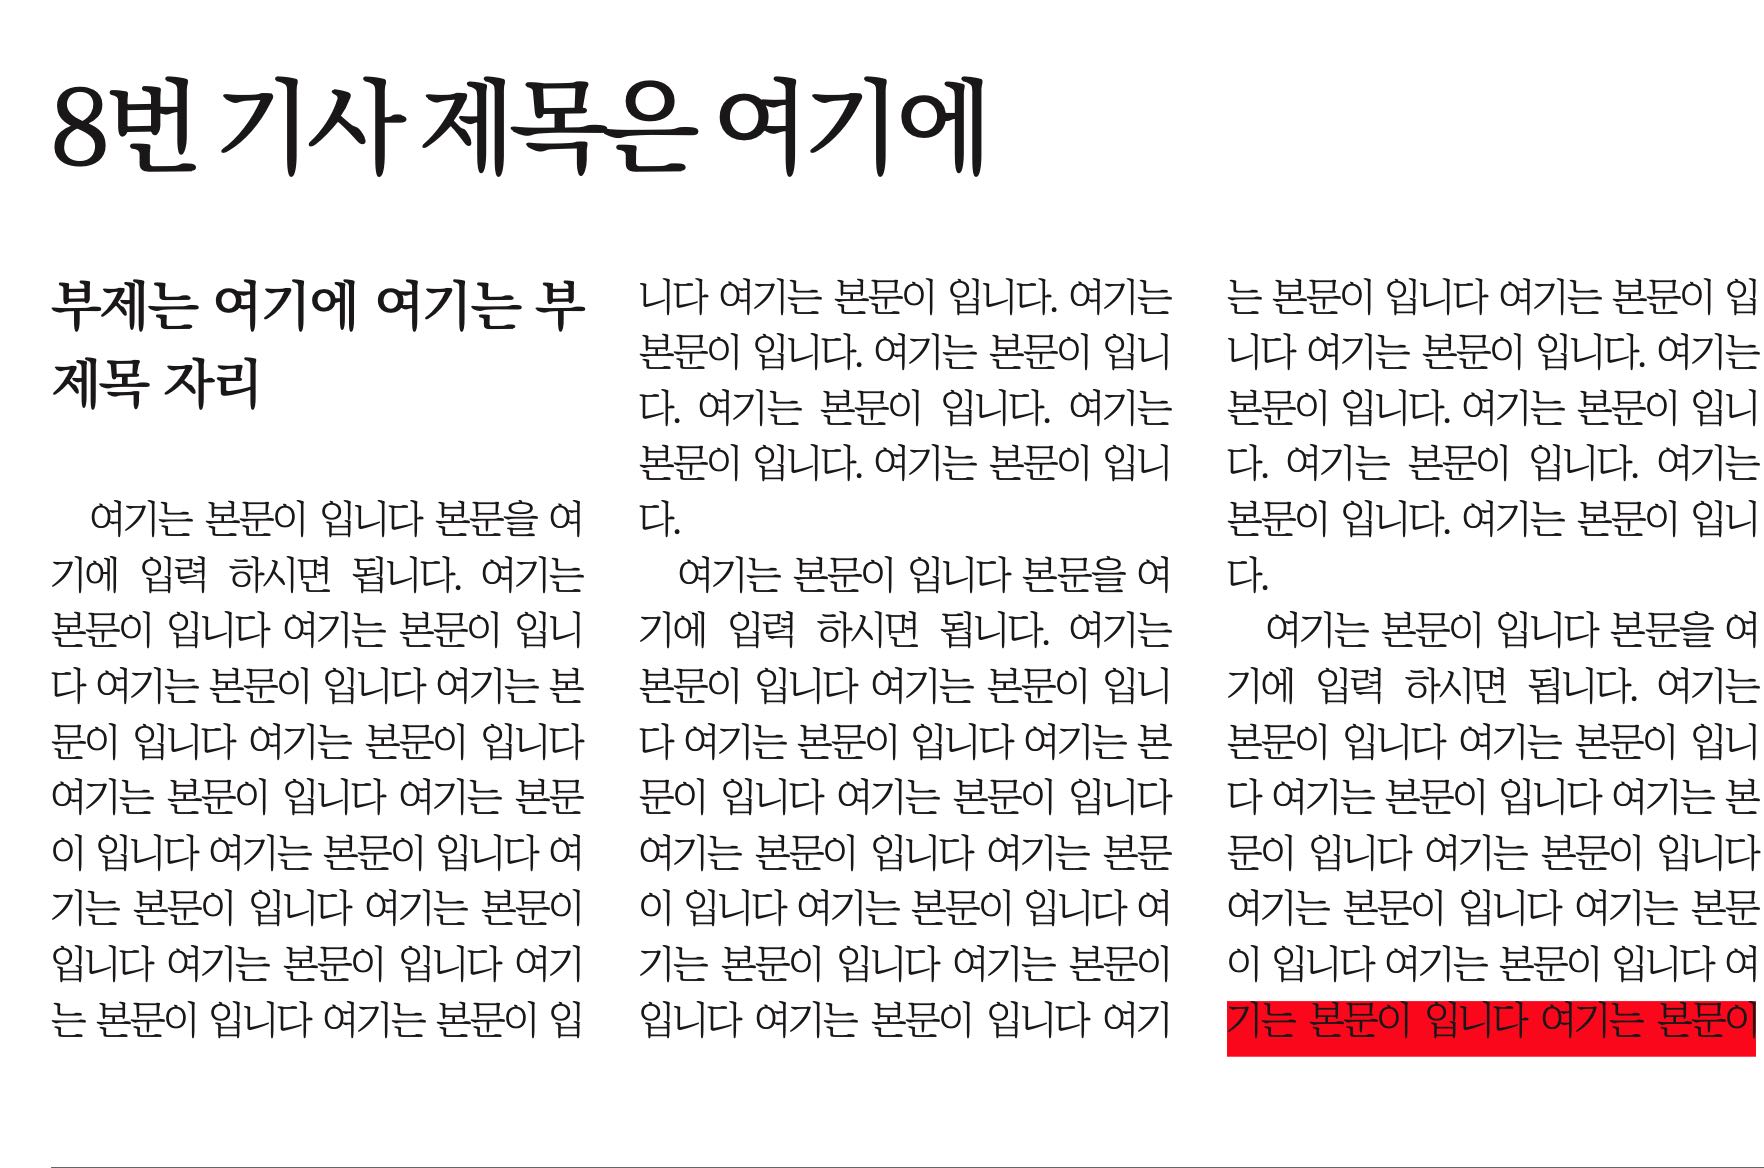 8번 기사 제목은 여기에
부제는 여기에 여기는 부
제목 자리
여기는 본문이 입니다 본문을 여
기에 입력 하시면 됩니다. 여기는
본문이 입니다 여기는 본문이 입니
다 여기는 본문이 입니다 여기는 본
문이 입니다 여기는 본문이 입니다
여기는 본문이 입니다 여기는 본문
이 입니다 여기는 본문이 입니다 여
기는 본문이 입니다 여기는 본문이
입니다 여기는 본문이 입니다 여기
는 본문이 입니다 여기는 본문이 입
니다 여기는 본문이 입니다. 여기는
본문이 입니다. 여기는 본문이 입니
다. 여기는 본문이 입니다. 여기는
본문이 입니다. 여기는 본문이 입니
다.
여기는 본문이 입니다 본문을 여
기에 입력 하시면 됩니다. 여기는
본문이 입니다 여기는 본문이 입니
다 여기는 본문이 입니다 여기는 본
문이 입니다 여기는 본문이 입니다
여기는 본문이 입니다 여기는 본문
이 입니다 여기는 본문이 입니다 여
기는 본문이 입니다 여기는 본문이
입니다 여기는 본문이 입니다 여기
는 본문이 입니다 여기는 본문이 입
니다 여기는 본문이 입니다. 여기는
본문이 입니다. 여기는 본문이 입니
다. 여기는 본문이 입니다. 여기는
본문이 입니다. 여기는 본문이 입니
다.
여기는 본문이 입니다 본문을 여
기에 입력 하시면 됩니다. 여기는
본문이 입니다 여기는 본문이 입니
다 여기는 본문이 입니다 여기는 본
문이 입니다 여기는 본문이 입니다
여기는 본문이 입니다 여기는 본문
이 입니다 여기는 본문이 입니다 여
기는 본문이 입니다 여기는 본문이